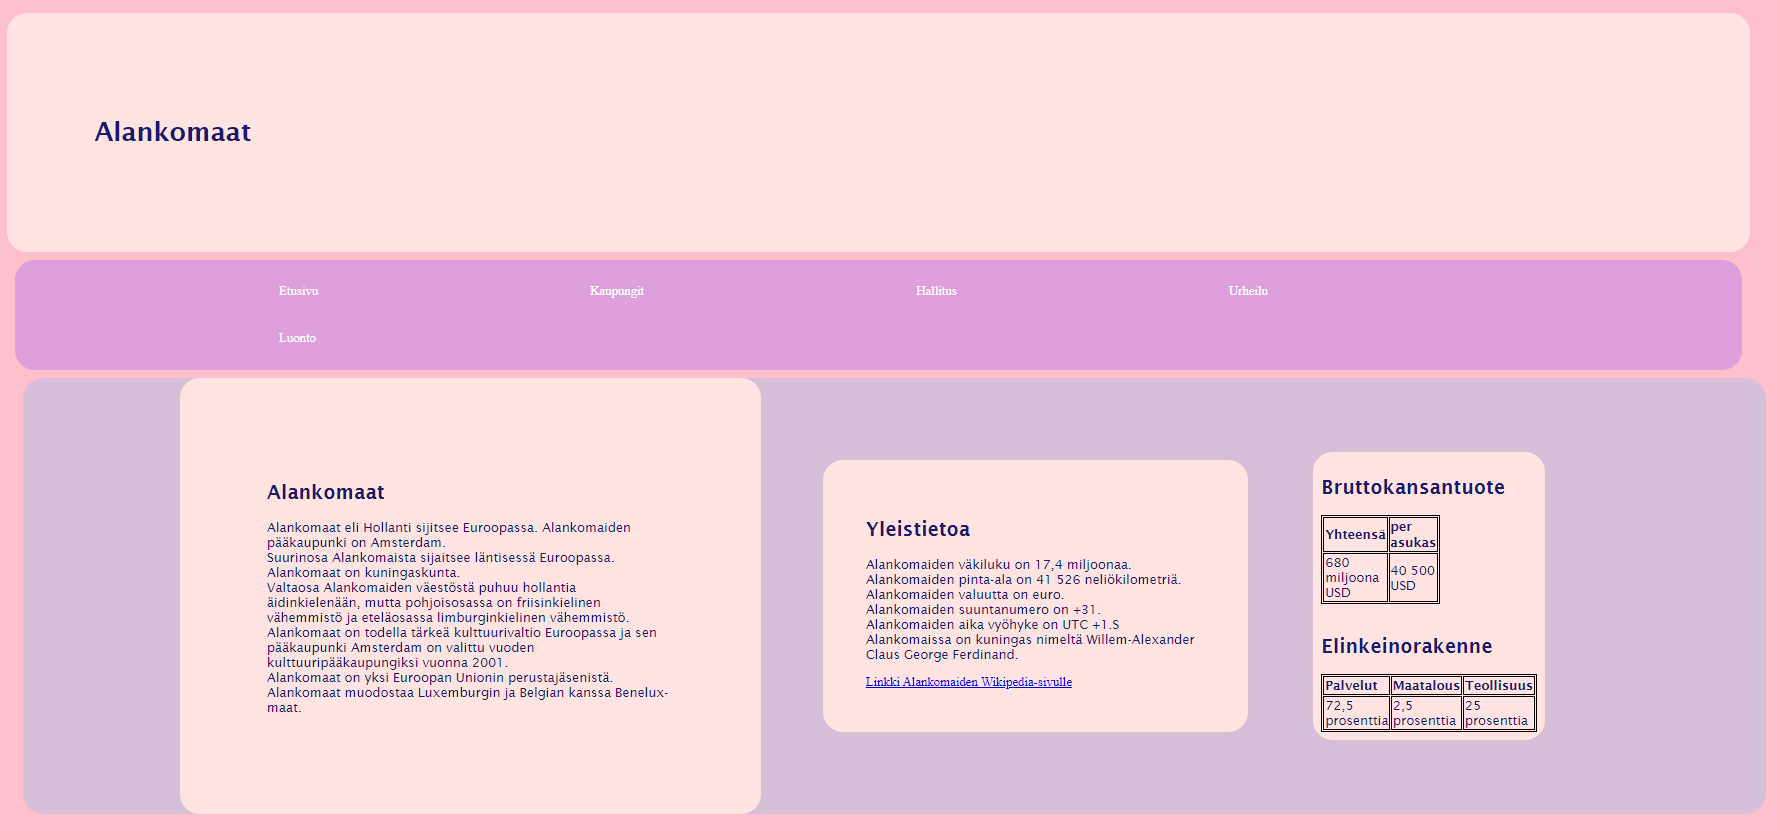 Alankomaat
Etusivu
Kaupungit
Hallitus
Urheilu
Luonto
Alankomaat
Alankomaat eli Hollanti sijitsee Euroopassa. Alankomaiden
pääkaupunki on Amsterdam.
Suurinosa Alankomaista sijaitsee läntisessä Euroopassa.
Alankomaat on kuningaskunta.
Valtaosa Alankomaiden väestöstä puhuu hollantia
äidinkielenään, mutta pohjoisosassa on friisinkielinen
vähemmistö ja eteläosassa limburginkielinen vähemmistö.
Alankomaat on todella tärkeä kulttuurivaltio Euroopassa ja sen
pääkaupunki Amsterdam on valittu vuoden
kulttuuripääkaupungiksi vuonna 2001.
Alankomaat on yksi Euroopan Unionin perustajäsenistä.
Alankomaat muodostaa Luxemburgin ja Belgian kanssa Benelux-
maat.
Yleistietoa
Alankomaiden väkiluku on 17,4 miljoonaa.
Alankomaiden pinta-ala on 41 526 neliökilometriä.
Alankomaiden valuutta on euro.
Alankomaiden suuntanumero on +31.
Alankomaiden aika vyöhyke on UTC +1.S
Alankomaissa on kuningas nimeltä Willem-Alexander
Claus George Ferdinand.
Linkki Alankomaiden Wikipedia-sivulle
Bruttokansantuote
Yhteensä
per
asukas
680
miljoona
USD
40 500
USD
Elinkeinorakenne
Palvelut Maatalous Teollisuus
72,5
prosenttia
2,5
prosenttia
25
prosenttia